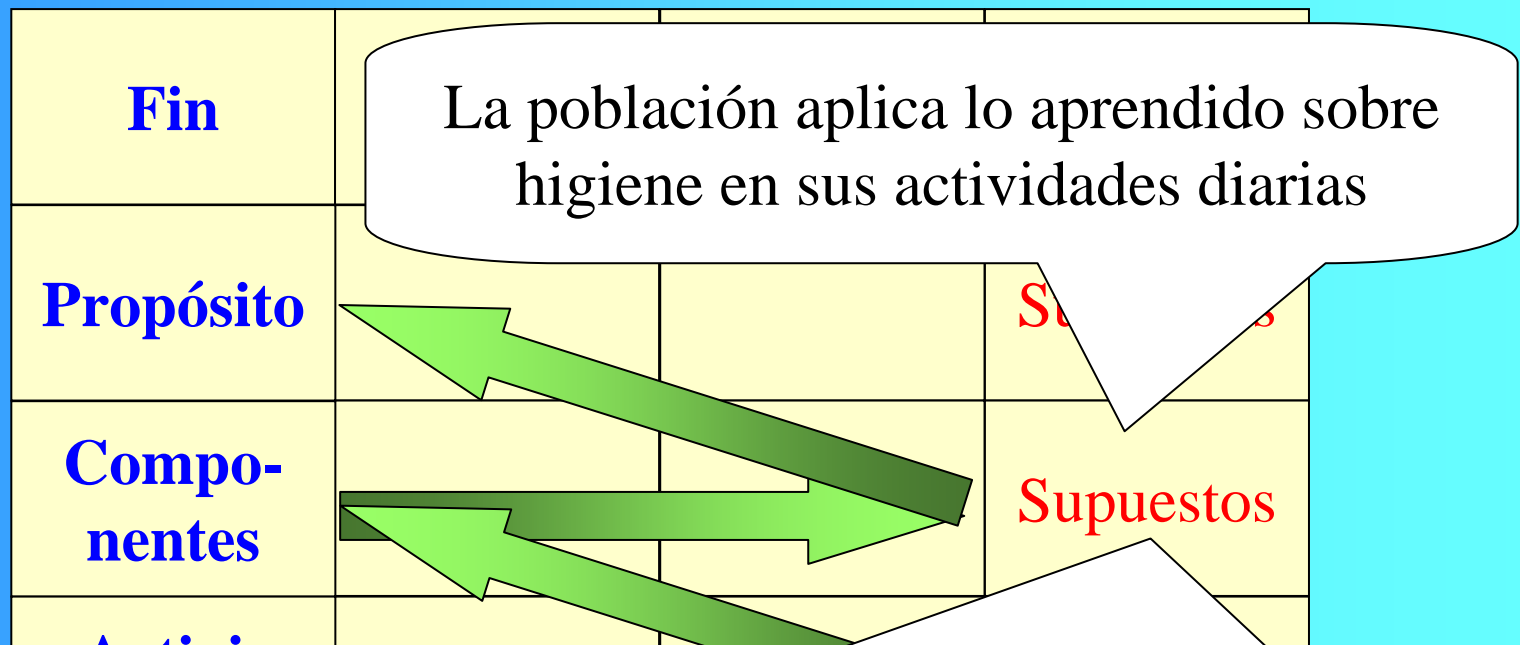 Fin
La población aplica lo aprendido sobre
higiene en sus actividades diarias
Propósito
Compo-
nentes
Supuestos